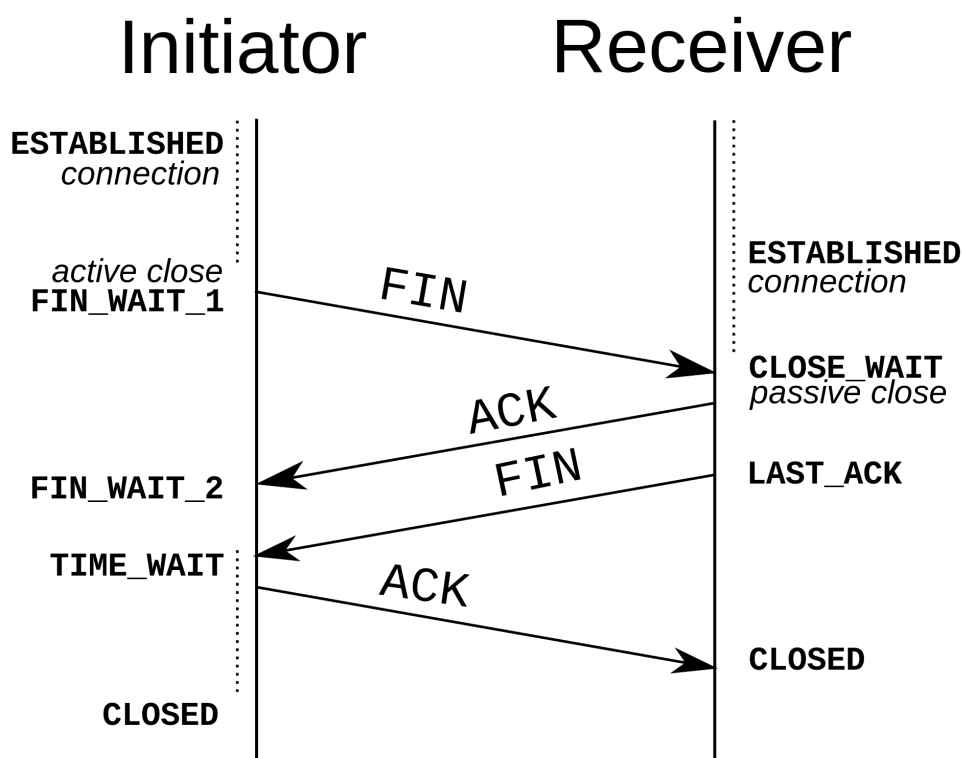 Initiator
Receiver
ESTABLISHED
connection
active close
FIN_WAIT_1
FIN
ESTABLISHED
connection
CLOSE_WAIT
passive close
ACK
FIN
LAST_ACK
FIN_WAIT_2
TIME_WAIT
ACK
CLOSED
CLOSED